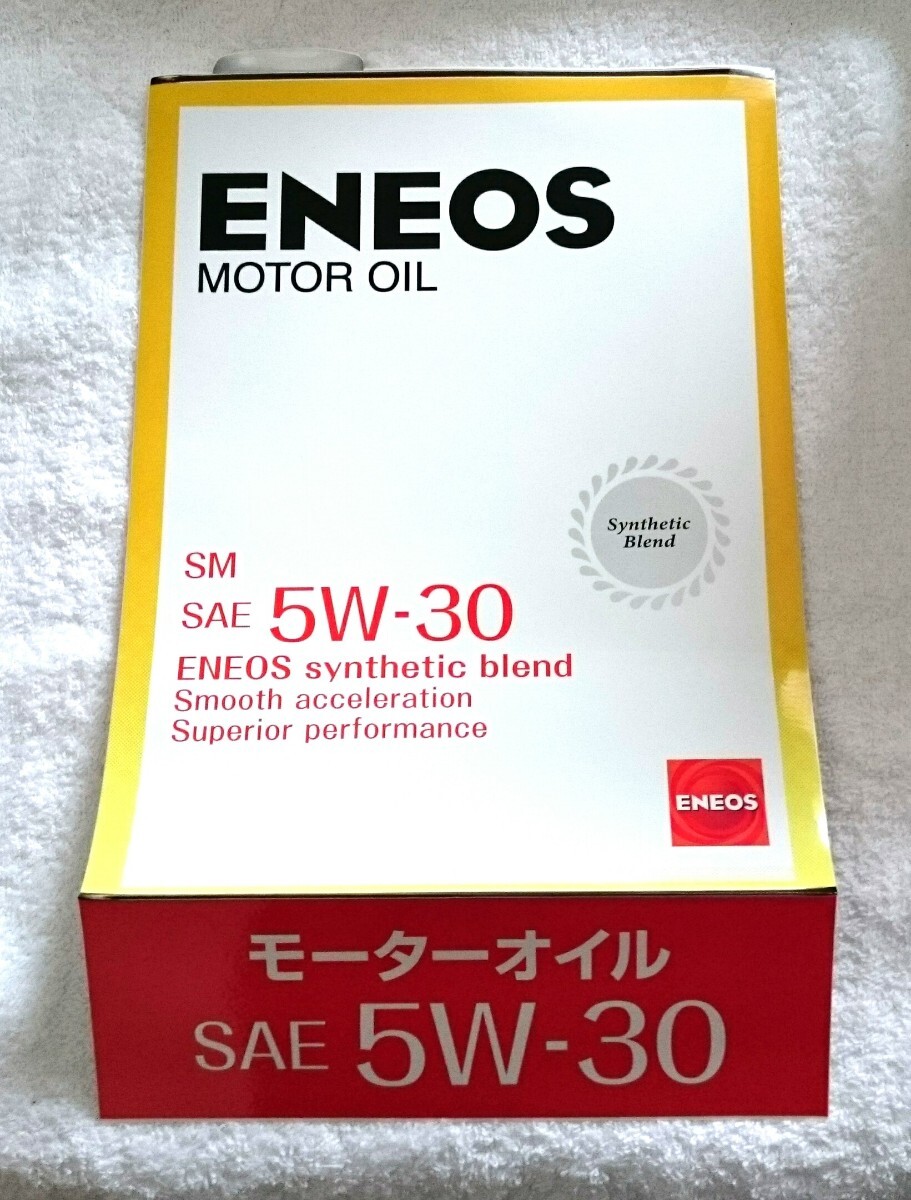 ENEOS
MOTOR OIL
Synthetic
Blend
SM
SAE 5W-30
ENEOS synthetic blend
Smooth acceleration
Superior performance
ENEOS
モーターオイル
SAE 5W-30